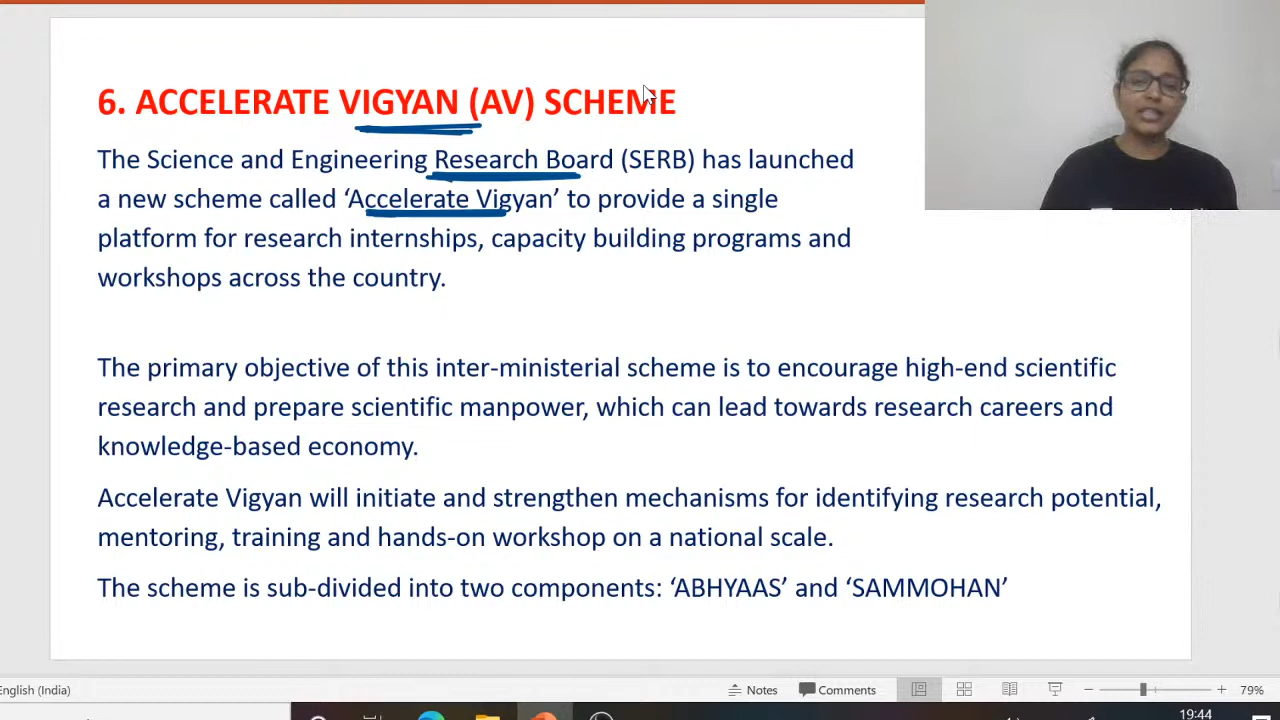 6. ACCELERATE VIGYAN (AV) SCHEME
The Science and Engineering Research Board (SERB) has launched
a new scheme called ‘Accelerate Vigyan’ to provide a single
platform for research internships, capacity building programs and
workshops across the country.
The primary objective of this inter-ministerial scheme is to encourage high-end scientific
research and prepare scientific manpower, which can lead towards research careers and
knowledge-based economy.
Accelerate Vigyan will initiate and strengthen mechanisms for identifying research potential,
mentoring, training and hands-on workshop on a national scale.
The scheme is sub-divided into two components: ‘ABHYAAS’ and ‘SAMMOHAN’
English (India)
Notes
Comments
79%
19:44